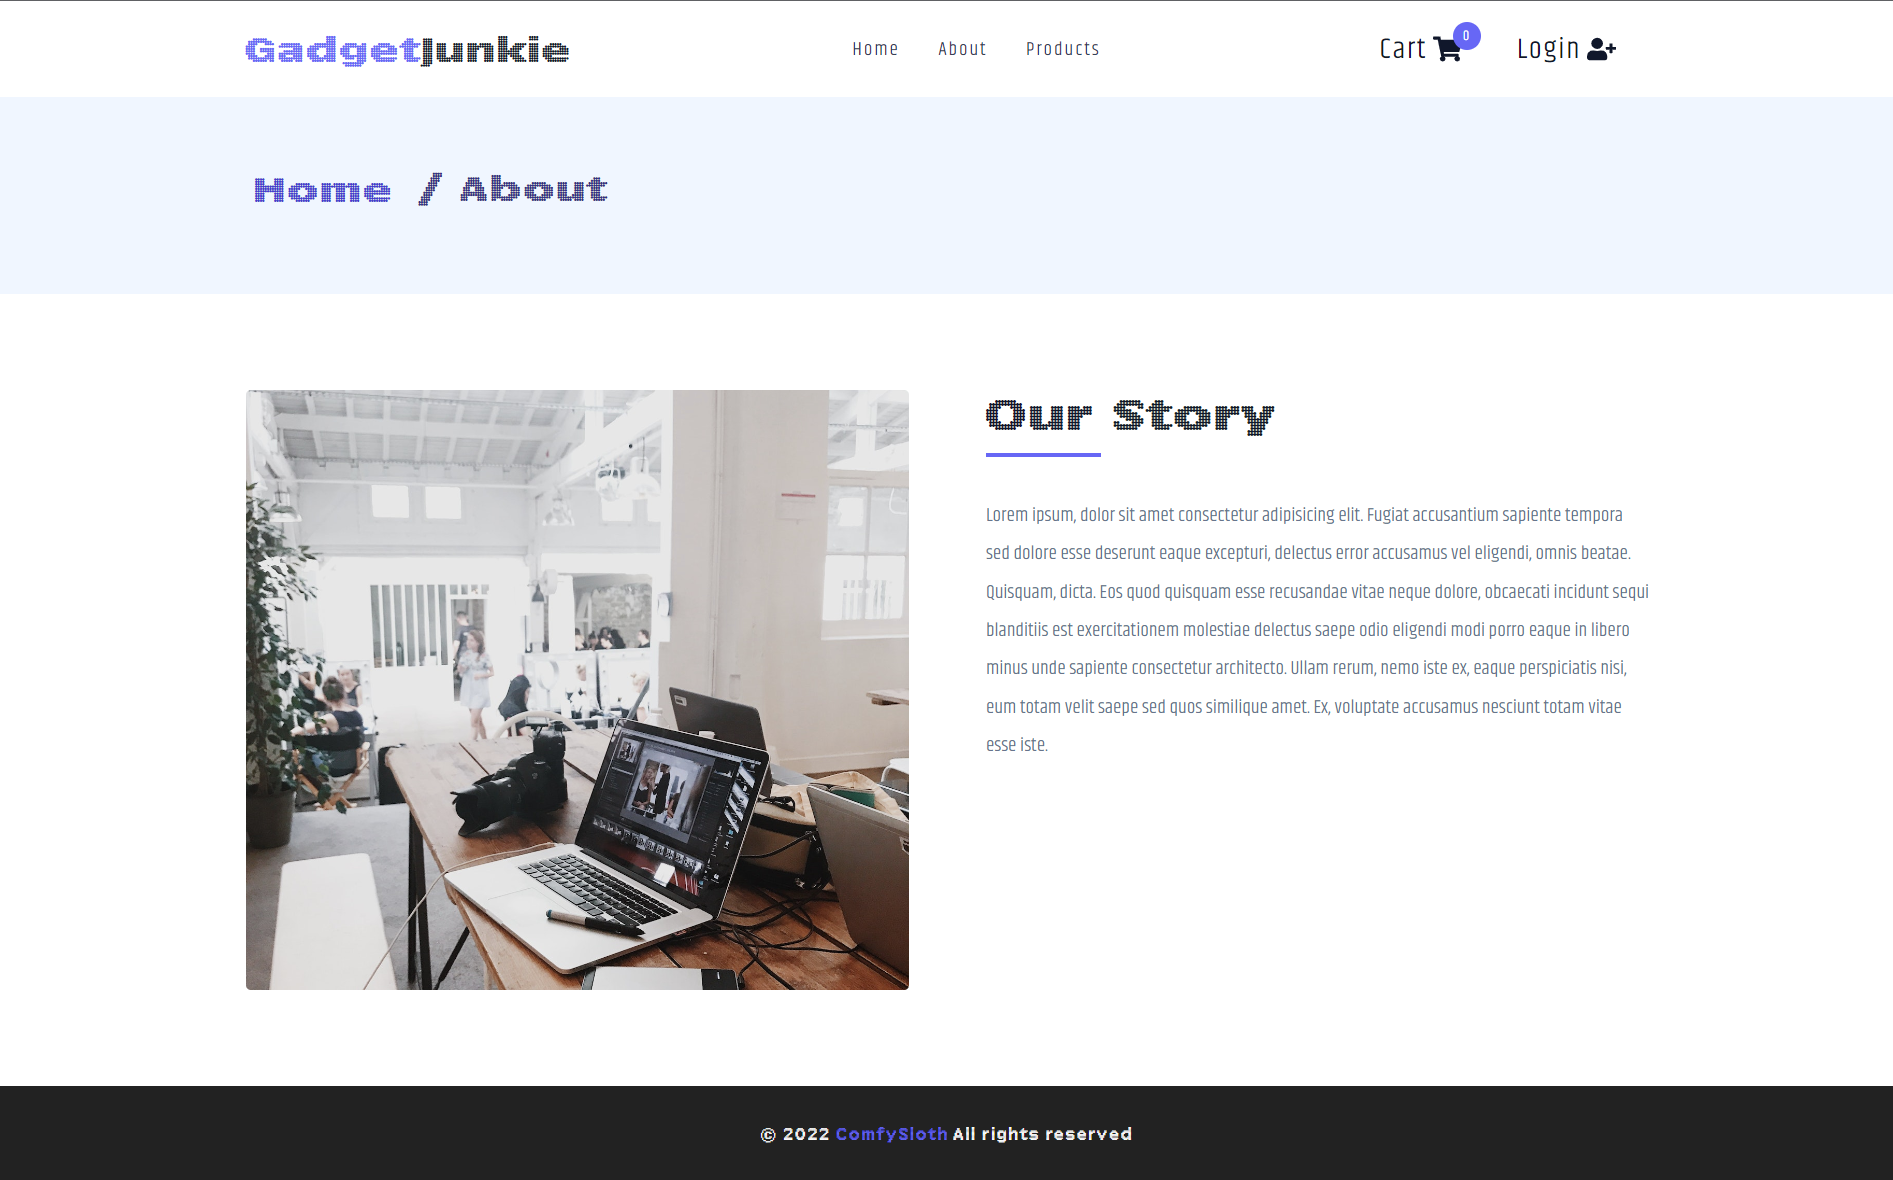 GadgetJunkie
Home About Products
Cart 0 Login
Home / About
Our Story
Lorem ipsum, dolor sit amet consectetur adipisicing elit. Fugiat accusantium sapiente tempora
sed dolore esse deserunt eaque excepturi, delectus error accusamus vel eligendi, omnis beatae.
Quisquam, dicta. Eos quod quisquam esse recusandae vitae neque dolore, obcaecati incidunt sequi
blanditiis est exercitationem molestiae delectus saepe odio eligendi modi porro eaque in libero
minus unde sapiente consectetur architecto. Ullam rerum, nemo iste ex, eaque perspiciatis nisi,
eum totam velit saepe sed quos similique amet. Ex, voluptate accusamus nesciunt totam vitae
esse iste.
© 2022 ComfySloth All rights reserved